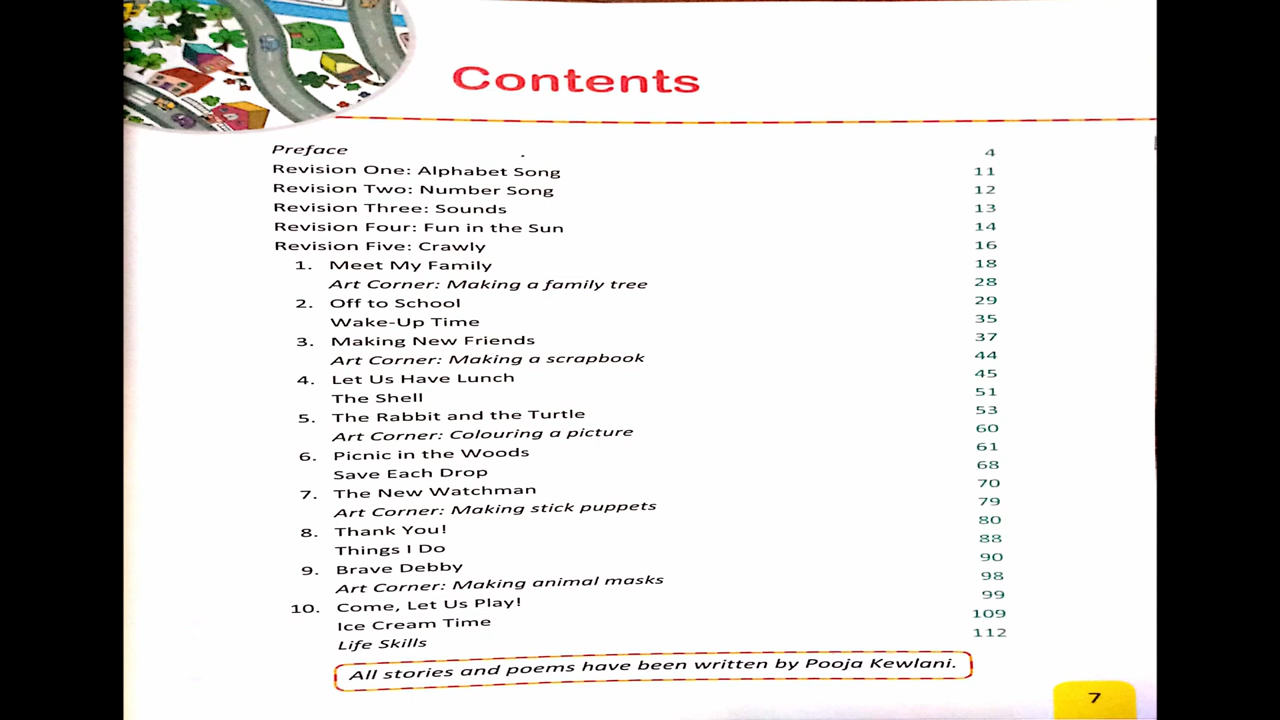 Contents
Preface 4
Revision One: Alphabet Song 11
Revision Two: Number Song 12
Revision Three: Sounds 13
Revision Four: Fun in the Sun 14
Revision Five: Crawly 16
1. Meet My Family 18
Art Corner: Making a family tree 28
2. Off to School 29
Wake-Up Time 35
3. Making New Friends 37
Art Corner: Making a scrapbook 44
4. Let Us Have Lunch 45
The Shell 51
5. The Rabbit and the Turtle 53
Art Corner: Colouring a picture 60
6. Picnic in the Woods 61
Save Each Drop 68
7. The New Watchman 70
Art Corner: Making stick puppets 79
8. Thank You! 80
Things I Do 88
9. Brave Debby 90
Art Corner: Making animal masks 98
10. Come, Let Us Play! 99
Ice Cream Time 109
Life Skills 112
All stories and poems have been written by Pooja Kewlani.
7